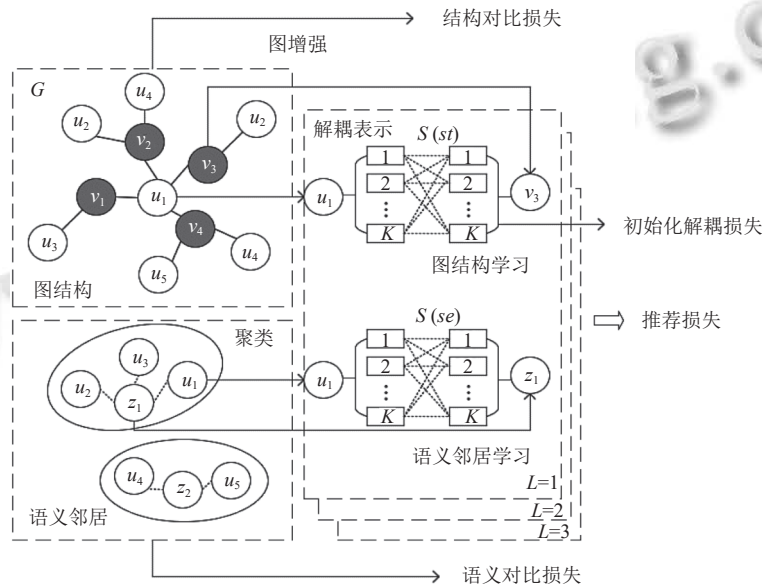 结构对比损失
图增强
G
u4
u2
v2
u2
v3
v1
u1
u3
v4
u4
u5
图结构
解耦表示
S (st)
u1
1
1
2
2
⋮
⋮
K
K
v3
图结构学习
初始化解耦损失
推荐损失
聚类
u3
u2
u1
z1
u4
z2
u5
语义邻居
S (se)
u1
1
1
2
2
⋮
⋮
K
K
z1
语义邻居学习
L=1
L=2
L=3
语义对比损失
g.